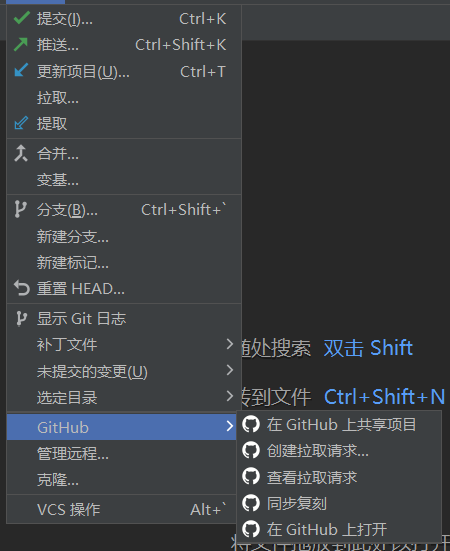 提交(I)... Ctrl+K
推送... Ctrl+Shift+K
更新项目(U)... Ctrl+T
拉取...
提取
合并...
变基...
分支(B)... Ctrl+Shift+`
新建分支...
新建标记...
重置 HEAD...
显示 Git 日志
补丁文件
随处搜索 双击 Shift
未提交的变更(U)
选定目录
转到文件 Ctrl+Shift+N
GitHub
在 GitHub 上共享项目
管理远程...
创建拉取请求...
克隆...
查看拉取请求
VCS 操作 Alt+`
同步复刻
在 GitHub 上打开